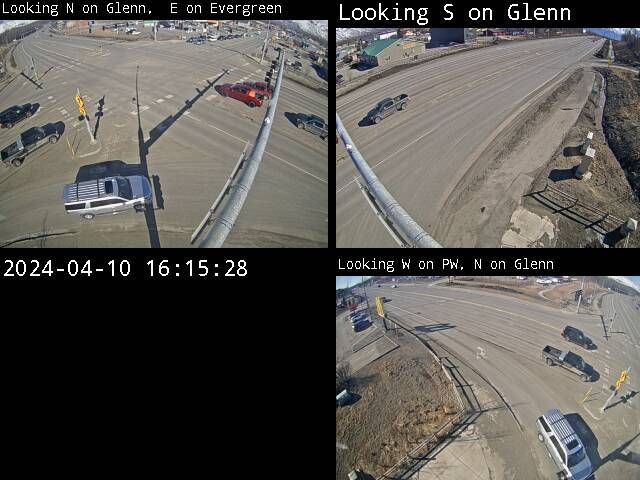 Looking N on Glenn,  E on Evergreen
Looking S on Glenn
2024-04-10 16:15:28
Looking W on PW, N on Glenn